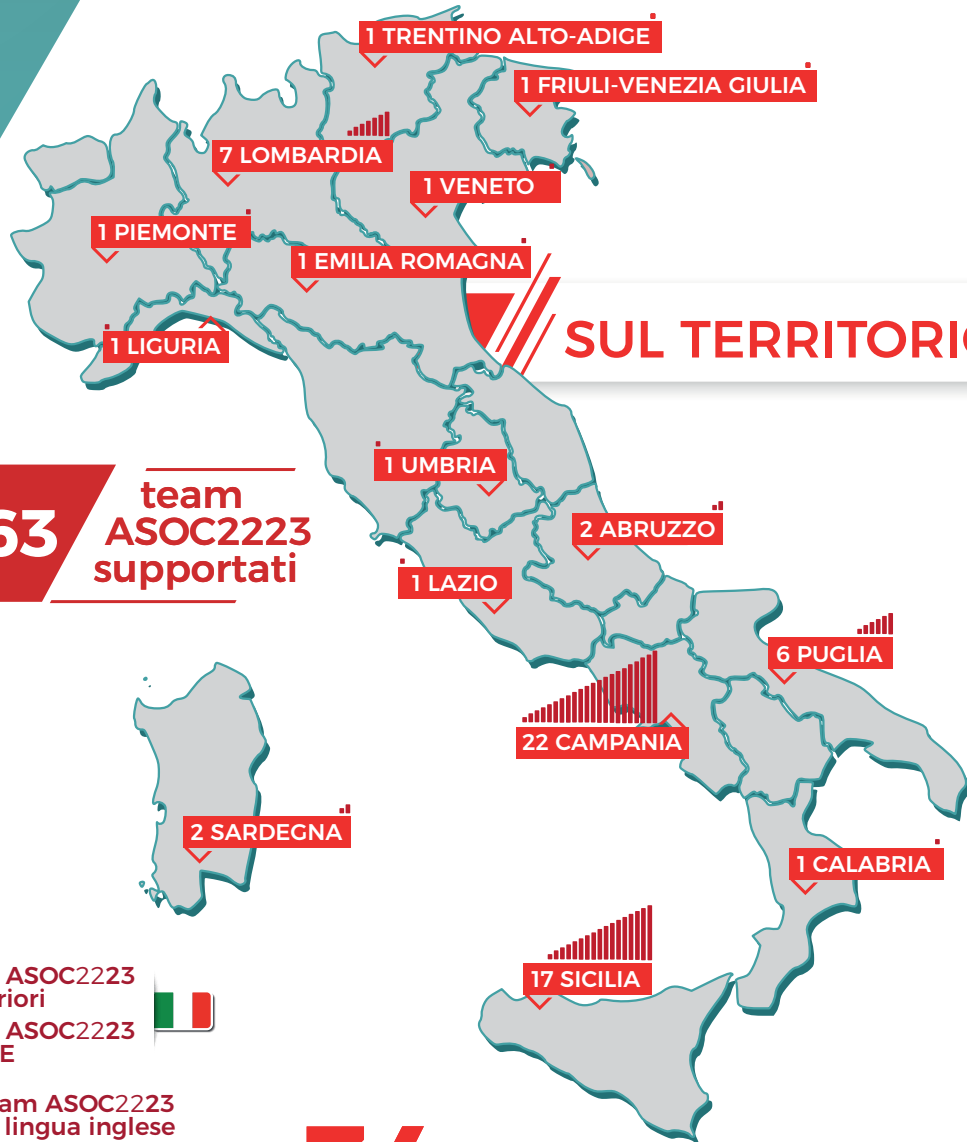 1 TRENTINO ALTO-ADIGE
1 FRIULI-VENEZIA GIULIA
7 LOMBARDIA
1 VENETO
1 PIEMONTE
1 EMILIA ROMAGNA
SUL TERRITORIO
1 LIGURIA
1 UMBRIA
63
team
ASOC2223
supportati
2 ABRUZZO
1 LAZIO
6 PUGLIA
22 CAMPANIA
2 SARDEGNA
1 CALABRIA
17 SICILIA
ASOC2223
riori
ASOC2223
E
am ASOC2223
lingua inglese